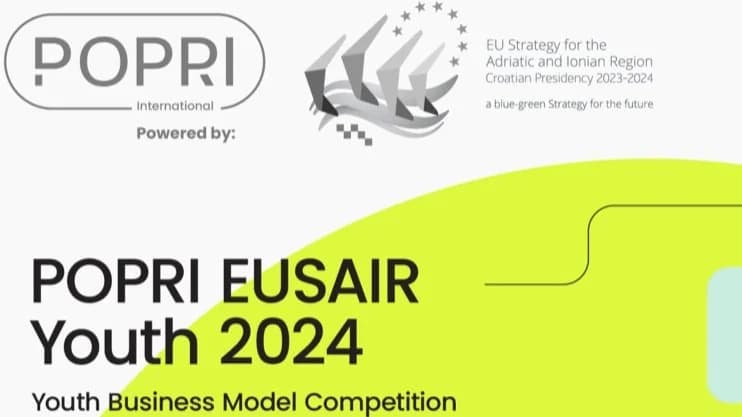 POPRI
International
Powered by:
EU Strategy for the
Adriatic and Ionian Region
Croatian Presidency 2023-2024
a blue-green Strategy for the future
POPRI EUSAIR
Youth 2024
Youth Business Model Competition